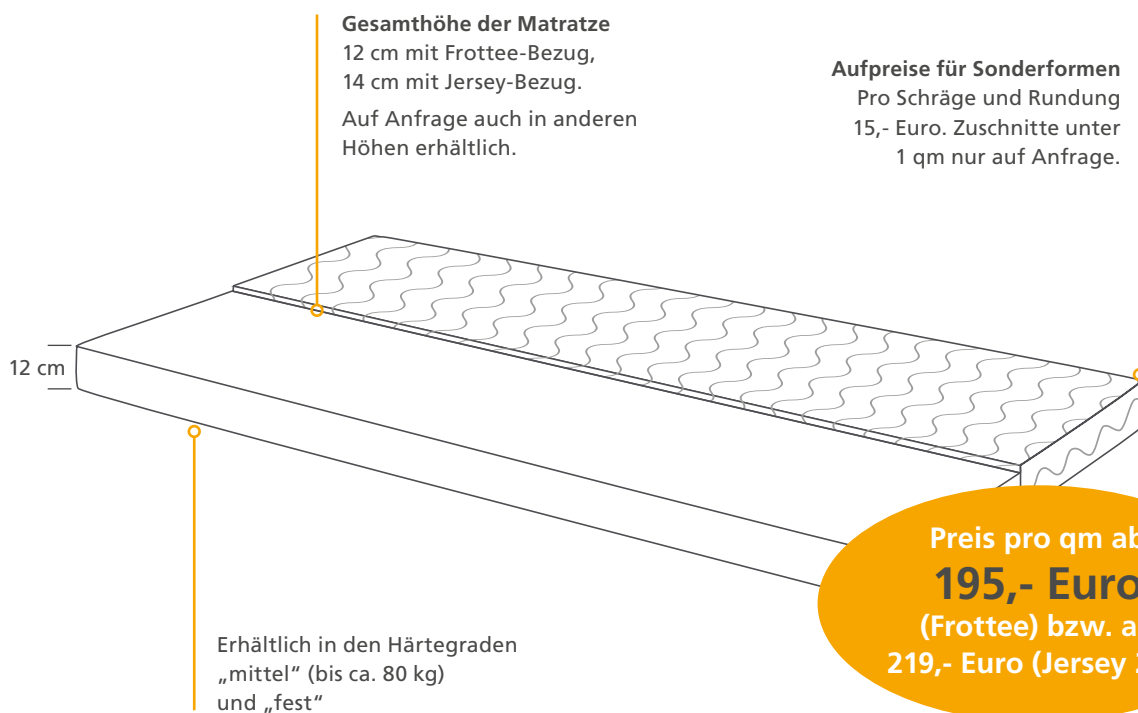 Gesamthöhe der Matratze
12 cm mit Frottee-Bezug,
14 cm mit Jersey-Bezug.
Auf Anfrage auch in anderen
Höhen erhältlich.
Aufpreise für Sonderformen
Pro Schräge und Rundung
15,- Euro. Zuschnitte unter
1 qm nur auf Anfrage.
12 cm
Preis pro qm ab
195,- Euro
(Frottee) bzw.
219,- Euro (Jersey
Erhältlich in den Härtegraden
„mittel“ (bis ca. 80 kg)
und „fest“